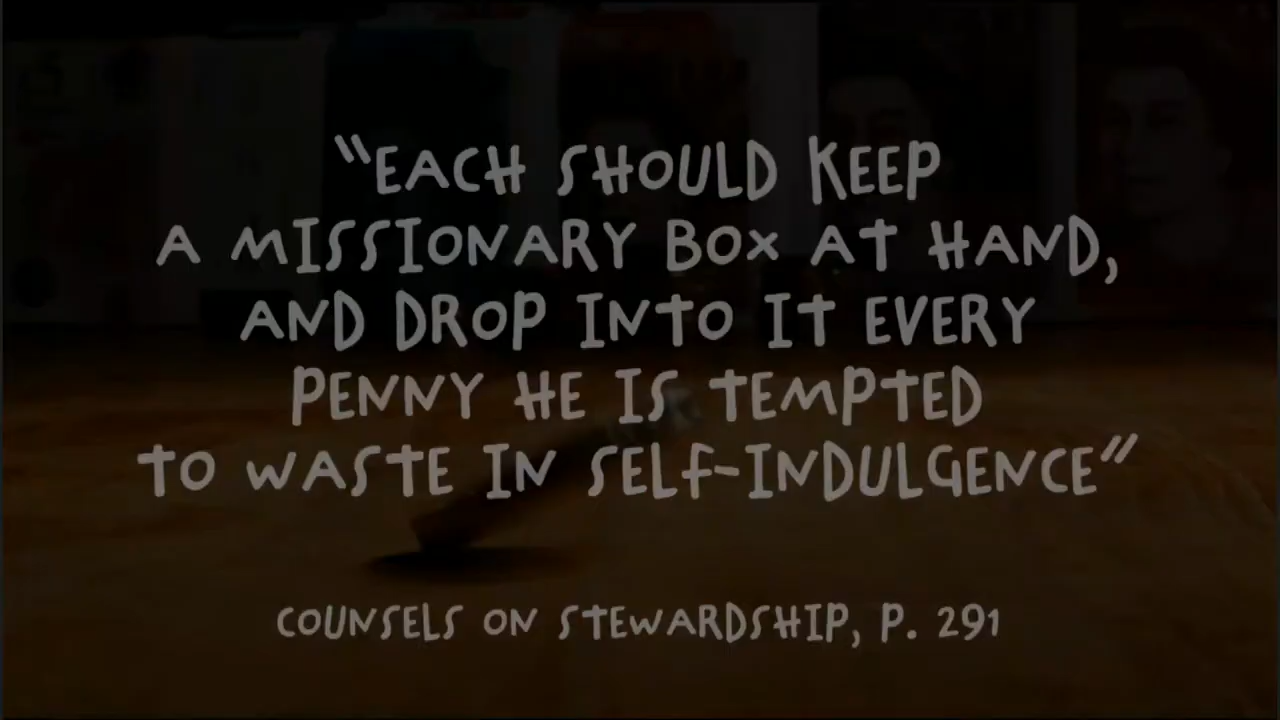 “EACH SHOULD KEEP
A MISSIONARY BOX AT HAND,
AND DROP INTO IT EVERY
PENNY HE IS TEMPTED
TO WASTE IN SELF-INDULGENCE”
COUNSELS ON STEWARDSHIP, P. 291